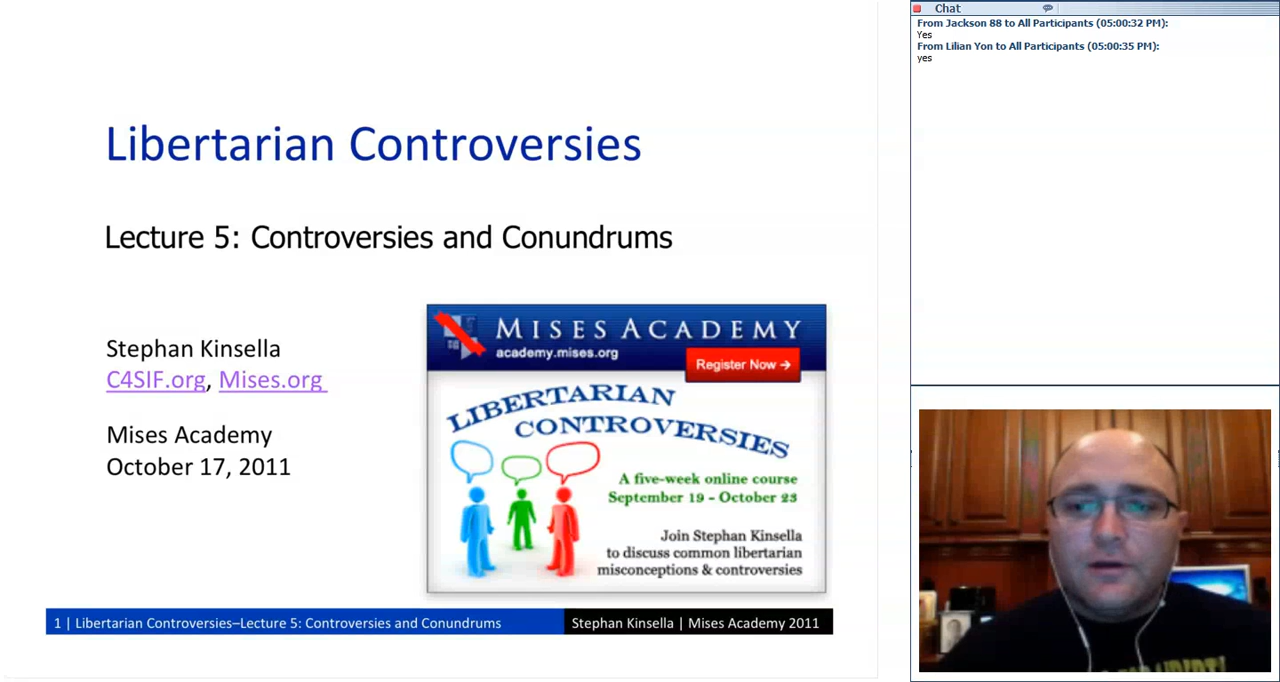 Libertarian Controversies
Lecture 5: Controversies and Conundrums
Stephan Kinsella
C4SIF.org, Mises.org
Mises Academy
October 17, 2011
MISES ACADEMY
academy.mises.org
Register Now →
LIBERTARIAN
CONTROVERSIES
A five-week online course
September 19 - October 23
Join Stephan Kinsella
to discuss common libertarian
misconceptions & controversies
1 | Libertarian Controversies–Lecture 5: Controversies and Conundrums
Stephan Kinsella | Mises Academy 2011
Chat
From Jackson 88 to All Participants (05:00:32 PM):
Yes
From Lilian Yon to All Participants (05:00:35 PM):
yes